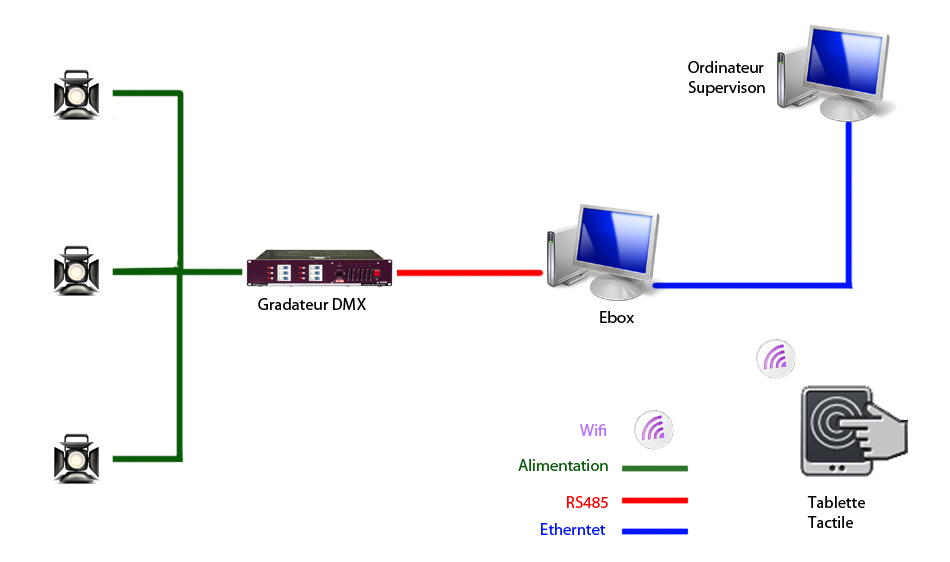 Ordinateur
Supervison
Gradateur DMX
Ebox
Wifi
Alimentation
RS485
Etherntet
Tablette
Tactile